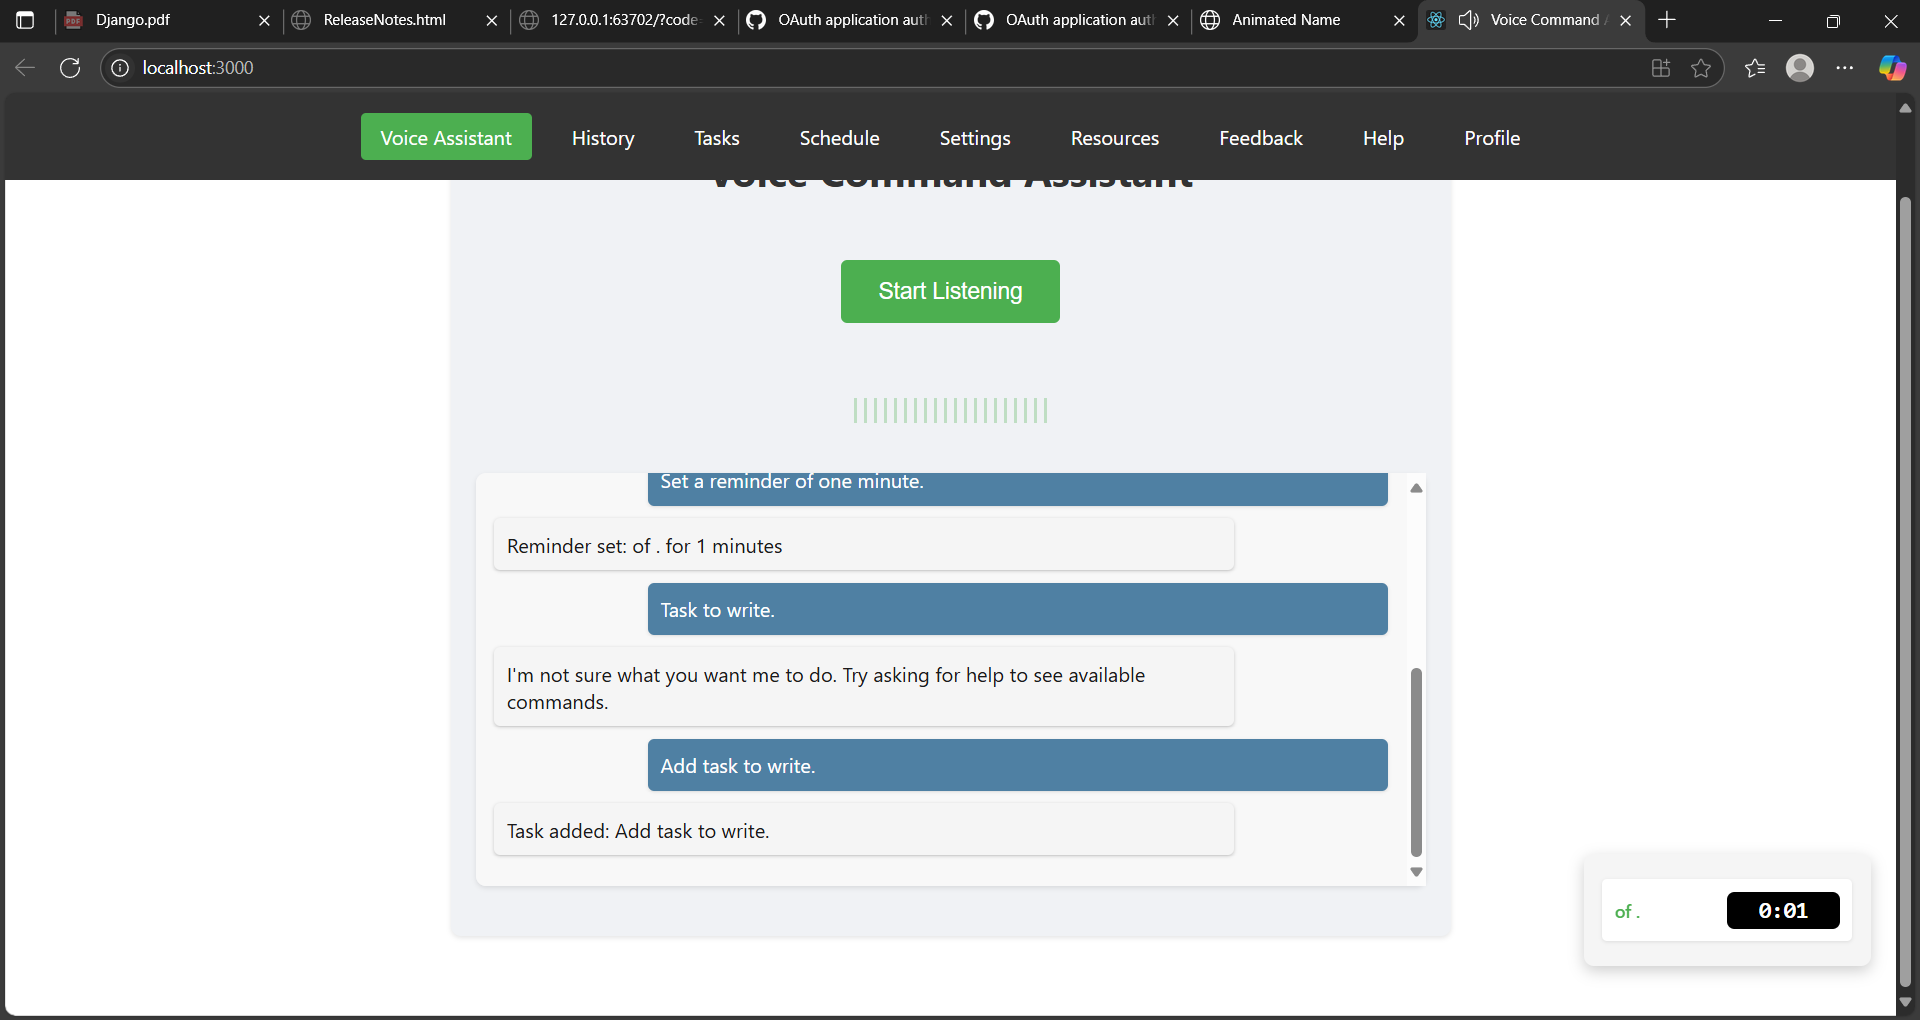 Django.pdf
ReleaseNotes.html
127.0.0.1:63702/?code
OAuth application aut
OAuth application aut
Animated Name
Voice Command
localhost:3000
Voice Assistant
History
Tasks
Schedule
Settings
Resources
Feedback
Help
Profile
Voice Command Assistant
Start Listening
Set a reminder of one minute.
Reminder set: of . for 1 minutes
Task to write.
I'm not sure what you want me to do. Try asking for help to see available
commands.
Add task to write.
Task added: Add task to write.
of .
0:01